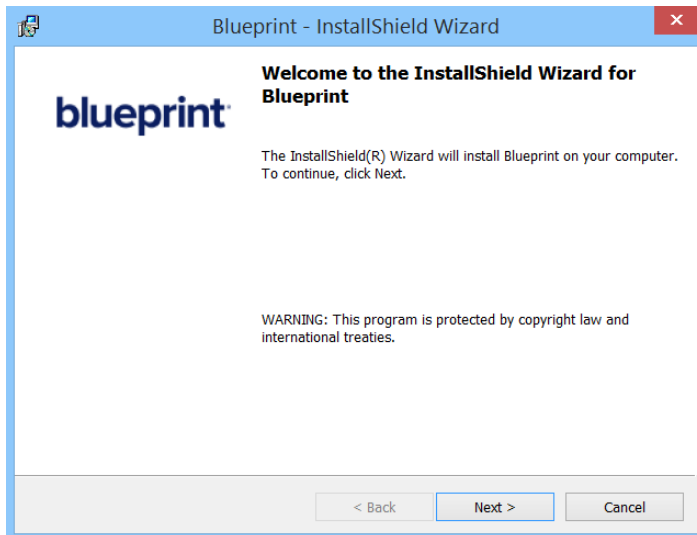 Blueprint - InstallShield Wizard
x
blueprint
Welcome to the InstallShield Wizard for
Blueprint
The InstallShield(R) Wizard will install Blueprint on your computer.
To continue, click Next.
WARNING: This program is protected by copyright law and
international treaties.
< Back
Next >
Cancel